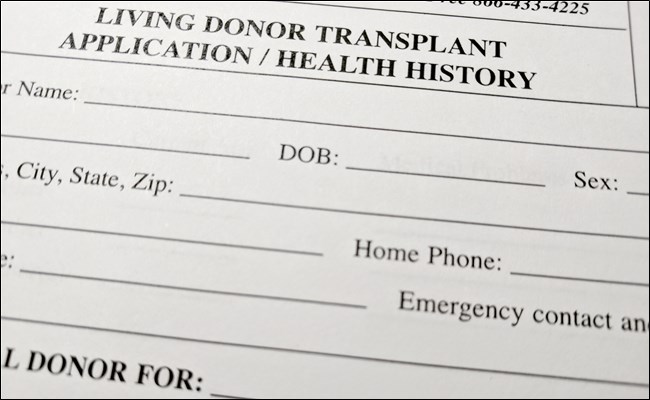 866-433-4225
LIVING DONOR TRANSPLANT
APPLICATION / HEALTH HISTORY
r Name:
DOB: Sex:
, City, State, Zip:
Home Phone:
e:
Emergency contact an
L DONOR FOR: